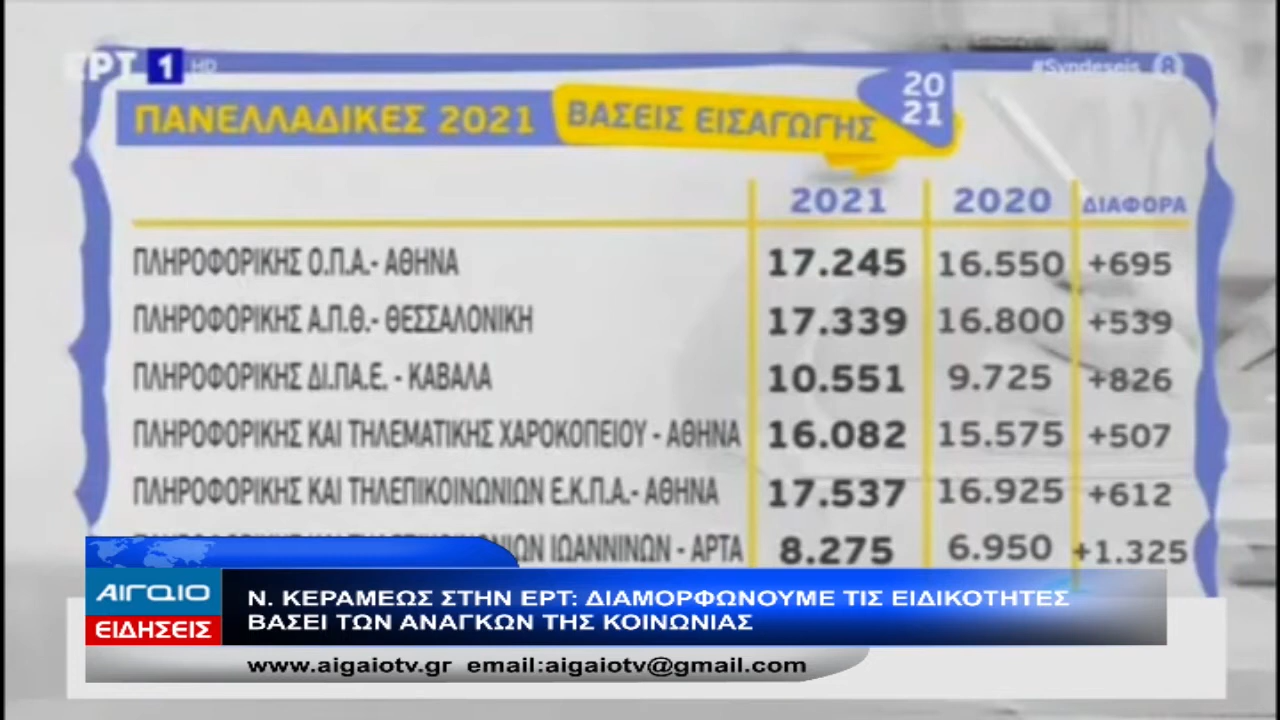 ΕΡΤ 1 HD
#Syndeseis 8
ΠΑΝΕΛΛΑΔΙΚΕΣ 2021 ΒΑΣΕΙΣ ΕΙΣΑΓΩΓΗΣ 20
21
2021 2020 ΔΙΑΦΟΡΑ
ΠΛΗΡΟΦΟΡΙΚΗΣ Ο.Π.Α.- ΑΘΗΝΑ 17.245 16.550 +695
ΠΛΗΡΟΦΟΡΙΚΗΣ Α.Π.Θ.- ΘΕΣΣΑΛΟΝΙΚΗ 17.339 16.800 +539
ΠΛΗΡΟΦΟΡΙΚΗΣ ΔΙ.ΠΑ.Ε. - ΚΑΒΑΛΑ 10.551 9.725 +826
ΠΛΗΡΟΦΟΡΙΚΗΣ ΚΑΙ ΤΗΛΕΜΑΤΙΚΗΣ ΧΑΡΟΚΟΠΕΙΟΥ - ΑΘΗΝΑ 16.082 15.575 +507
ΠΛΗΡΟΦΟΡΙΚΗΣ ΚΑΙ ΤΗΛΕΠΙΚΟΙΝΩΝΙΩΝ Ε.Κ.Π.Α.- ΑΘΗΝΑ 17.537 16.925 +612
ΙΩΑΝΝΙΝΩΝ - ΑΡΤΑ 8.275 6.950 +1.325
ΑΙΓΑΙΟ
ΕΙΔΗΣΕΙΣ
Ν. ΚΕΡΑΜΕΩΣ ΣΤΗΝ ΕΡΤ: ΔΙΑΜΟΡΦΩΝΟΥΜΕ ΤΙΣ ΕΙΔΙΚΟΤΗΤΕΣ
ΒΑΣΕΙ ΤΩΝ ΑΝΑΓΚΩΝ ΤΗΣ ΚΟΙΝΩΝΙΑΣ
www.aigaiotv.gr email:aigaiotv@gmail.com